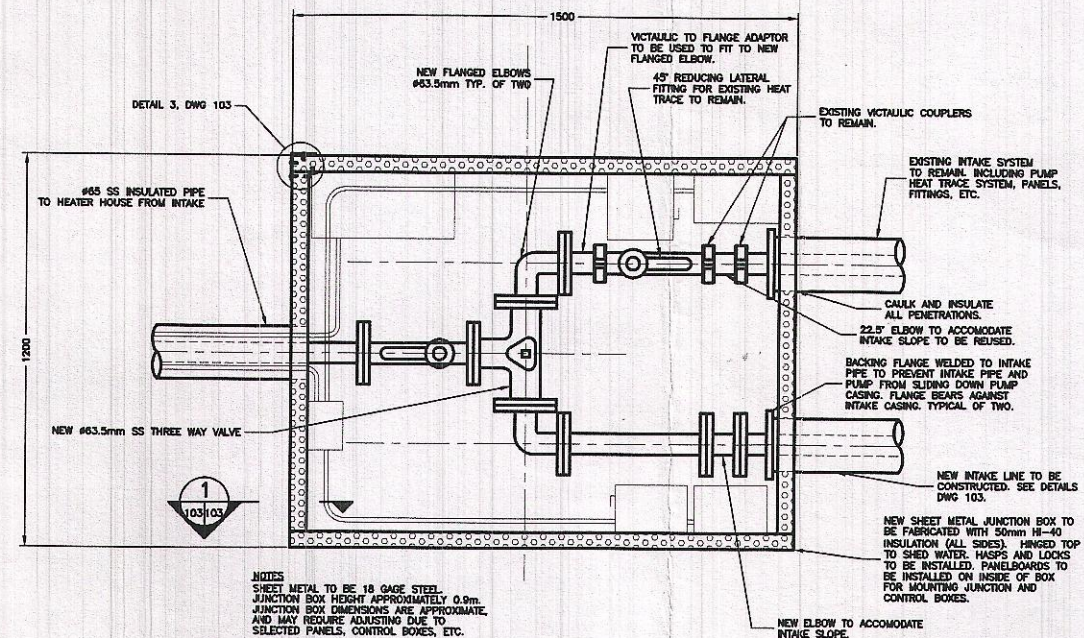 1500
VICTAULIC TO FLANGE ADAPTOR
TO BE USED TO FIT TO NEW
FLANGED ELBOW.
NEW FLANGED ELBOWS
ø63.5mm TYP. OF TWO
45° REDUCING LATERAL
FITTING FOR EXISTING HEAT
TRACE TO REMAIN.
DETAIL 3, DWG 103
EXISTING VICTAULIC COUPLERS
TO REMAIN.
EXISTING INTAKE SYSTEM
TO REMAIN. INCLUDING PUMP
HEAT TRACE SYSTEM, PANELS,
FITTINGS, ETC.
ø65 SS INSULATED PIPE
TO HEATER HOUSE FROM INTAKE
1200
CAULK AND INSULATE
ALL PENETRATIONS.
22.5° ELBOW TO ACCOMODATE
INTAKE SLOPE TO BE REUSED.
BACKING FLANGE WELDED TO INTAKE
PIPE TO PREVENT INTAKE PIPE AND
PUMP FROM SLIDING DOWN PUMP
CASING. FLANGE BEARS AGAINST
INTAKE CASING. TYPICAL OF TWO.
NEW ø63.5mm SS THREE WAY VALVE
1
103 103
NEW INTAKE LINE TO BE
CONSTRUCTED. SEE DETAILS
DWG 103.
NEW SHEET METAL JUNCTION BOX TO
BE FABRICATED WITH 50mm HI-40
INSULATION (ALL SIDES). HINGED TOP
TO SHED WATER. HASPS AND LOCKS
TO BE INSTALLED. PANELBOARDS TO
BE INSTALLED ON INSIDE OF BOX
FOR MOUNTING JUNCTION AND
CONTROL BOXES.
NOTES
SHEET METAL TO BE 18 GAGE STEEL.
JUNCTION BOX HEIGHT APPROXIMATELY 0.9m.
JUNCTION BOX DIMENSIONS ARE APPROXIMATE,
AND MAY REQUIRE ADJUSTING DUE TO
SELECTED PANELS, CONTROL BOXES, ETC.
NEW ELBOW TO ACCOMODATE
INTAKE SLOPE.